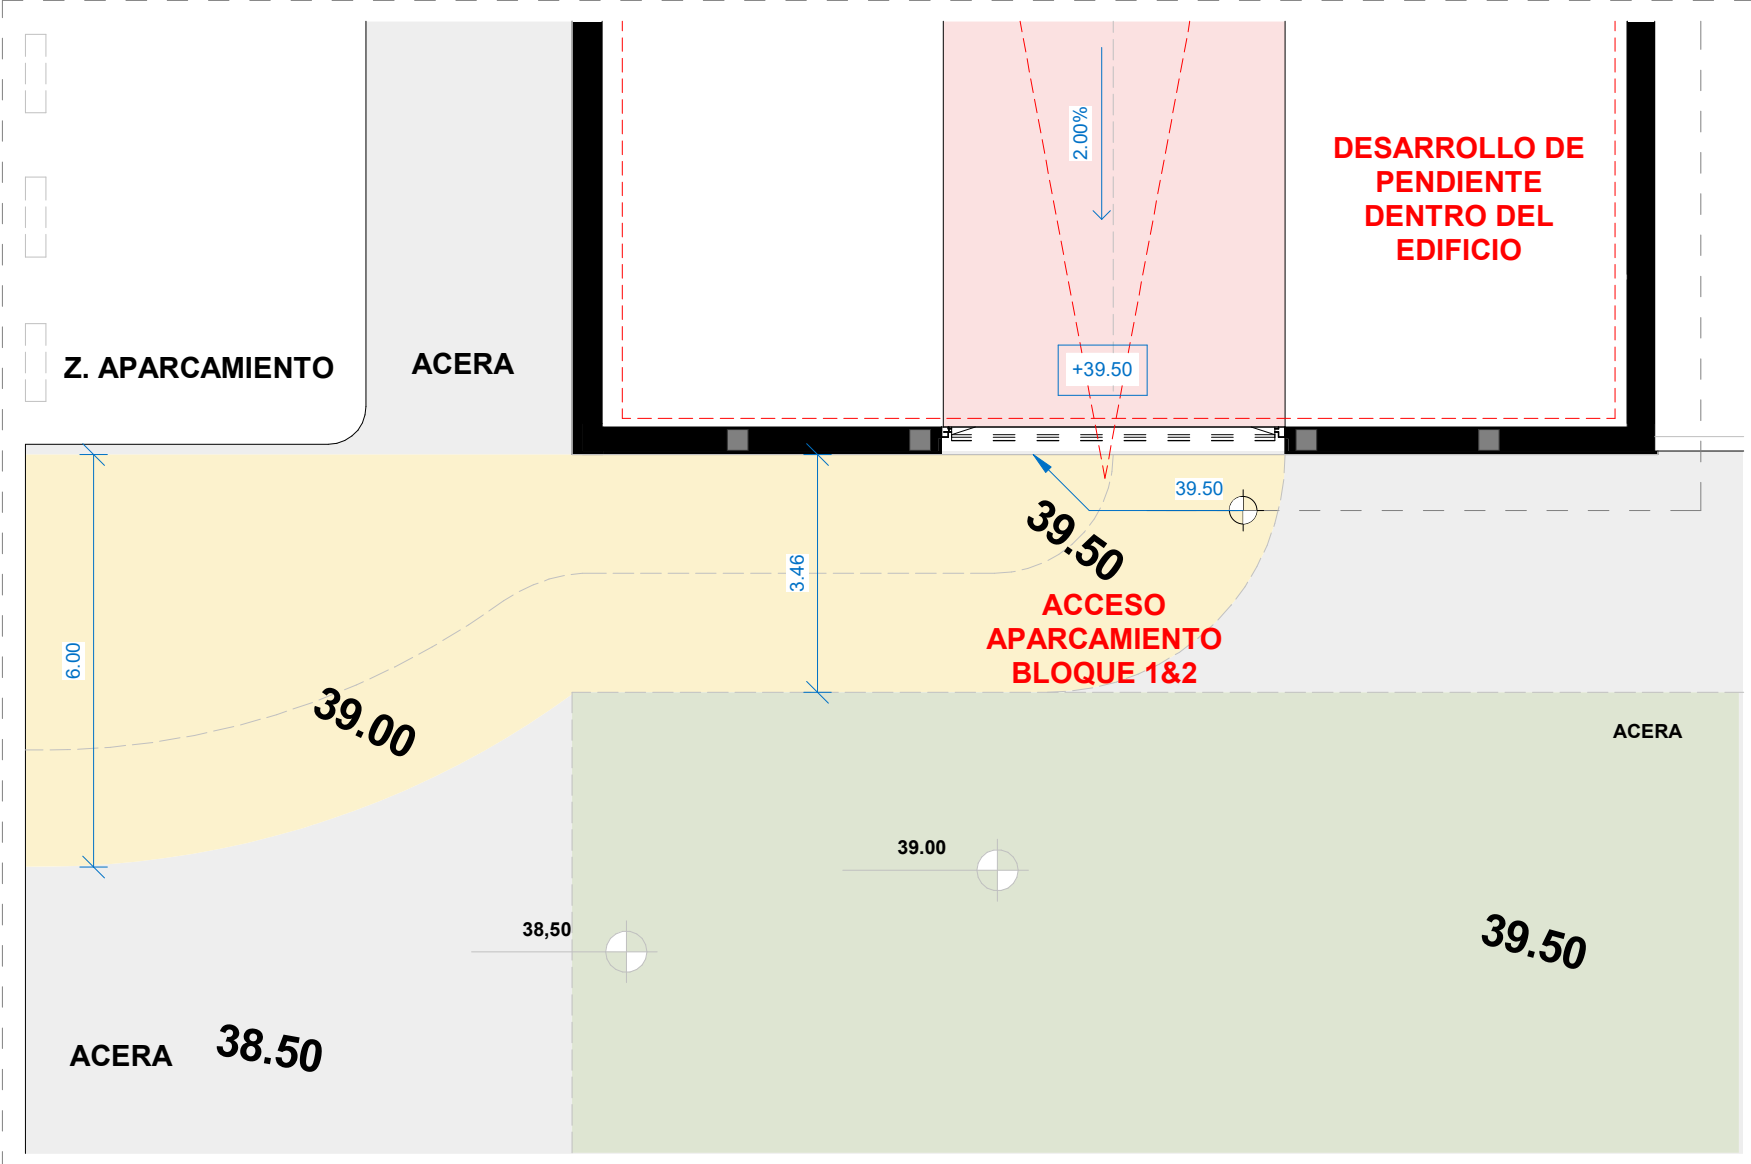 2.00%
DESARROLLO DE
PENDIENTE
DENTRO DEL
EDIFICIO
Z. APARCAMIENTO
ACERA
+39.50
39.50
39.50
3.46
ACCESO
APARCAMIENTO
BLOQUE 1&2
6.00
39.00
ACERA
39.00
38,50
39.50
ACERA
38.50